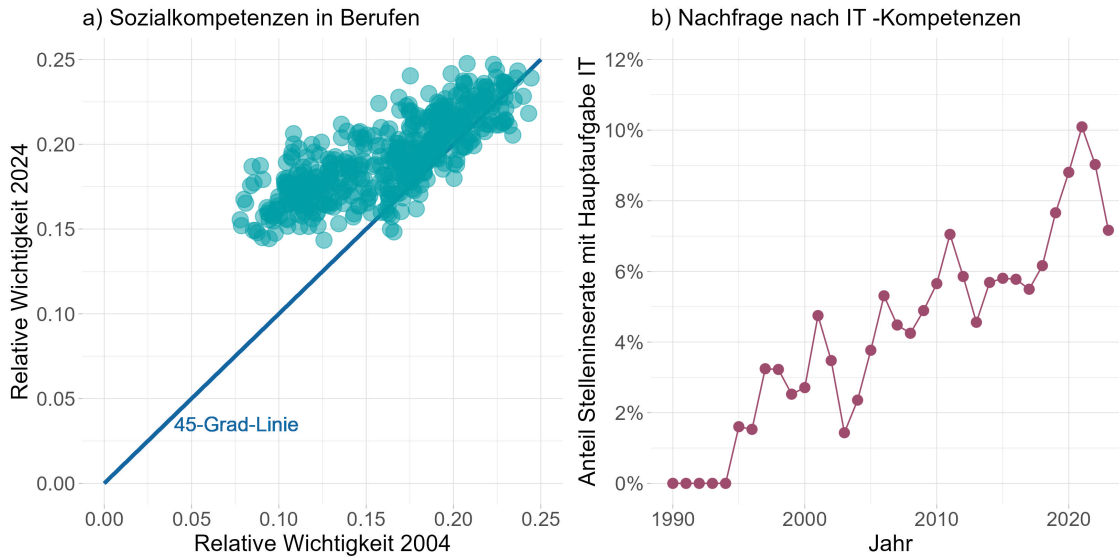 a) Sozialkompetenzen in Berufen
Relative Wichtigkeit 2024
0.25
0.20
0.15
0.10
0.05
0.00
45-Grad-Linie
0.00 0.05 0.10 0.15 0.20 0.25
Relative Wichtigkeit 2004
b) Nachfrage nach IT -Kompetenzen
Anteil Stelleninserate mit Hauptaufgabe IT
12%
10%
8%
6%
4%
2%
0%
1990 2000 2010 2020
Jahr